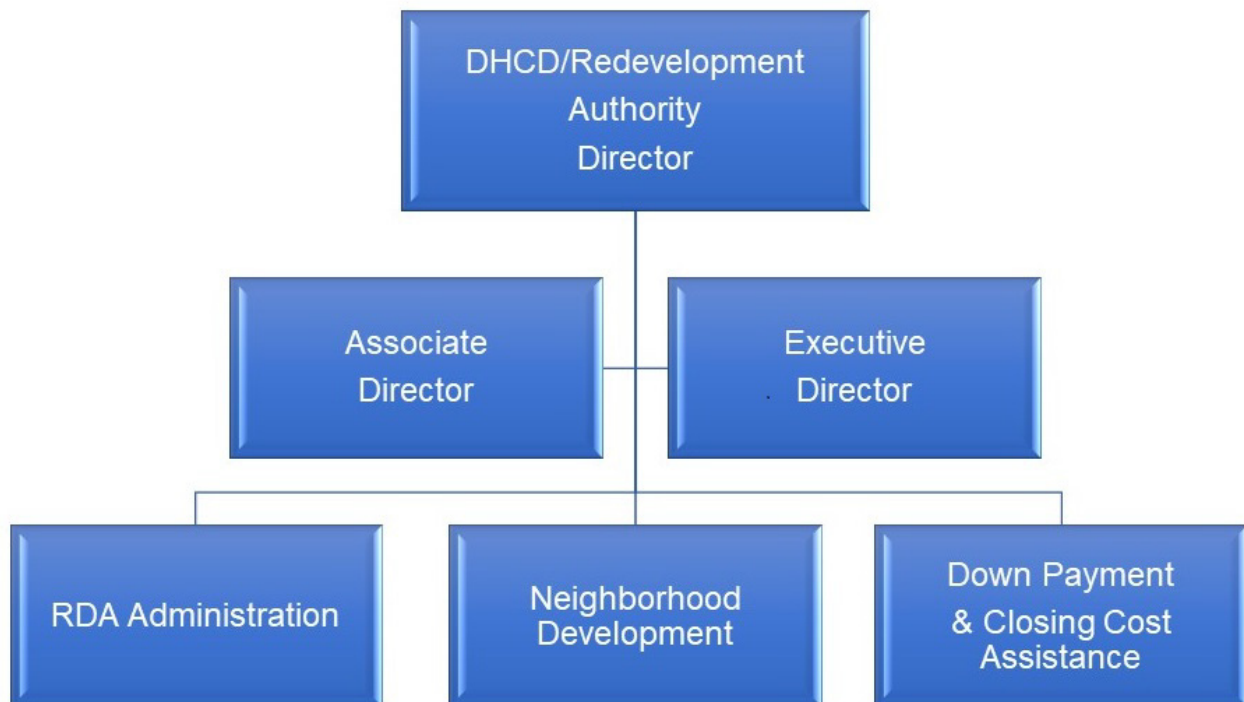 DHCD/Redevelopment
Authority
Director
Associate
Director
Executive
Director
RDA Administration
Neighborhood
Development
Down Payment
& Closing Cost
Assistance